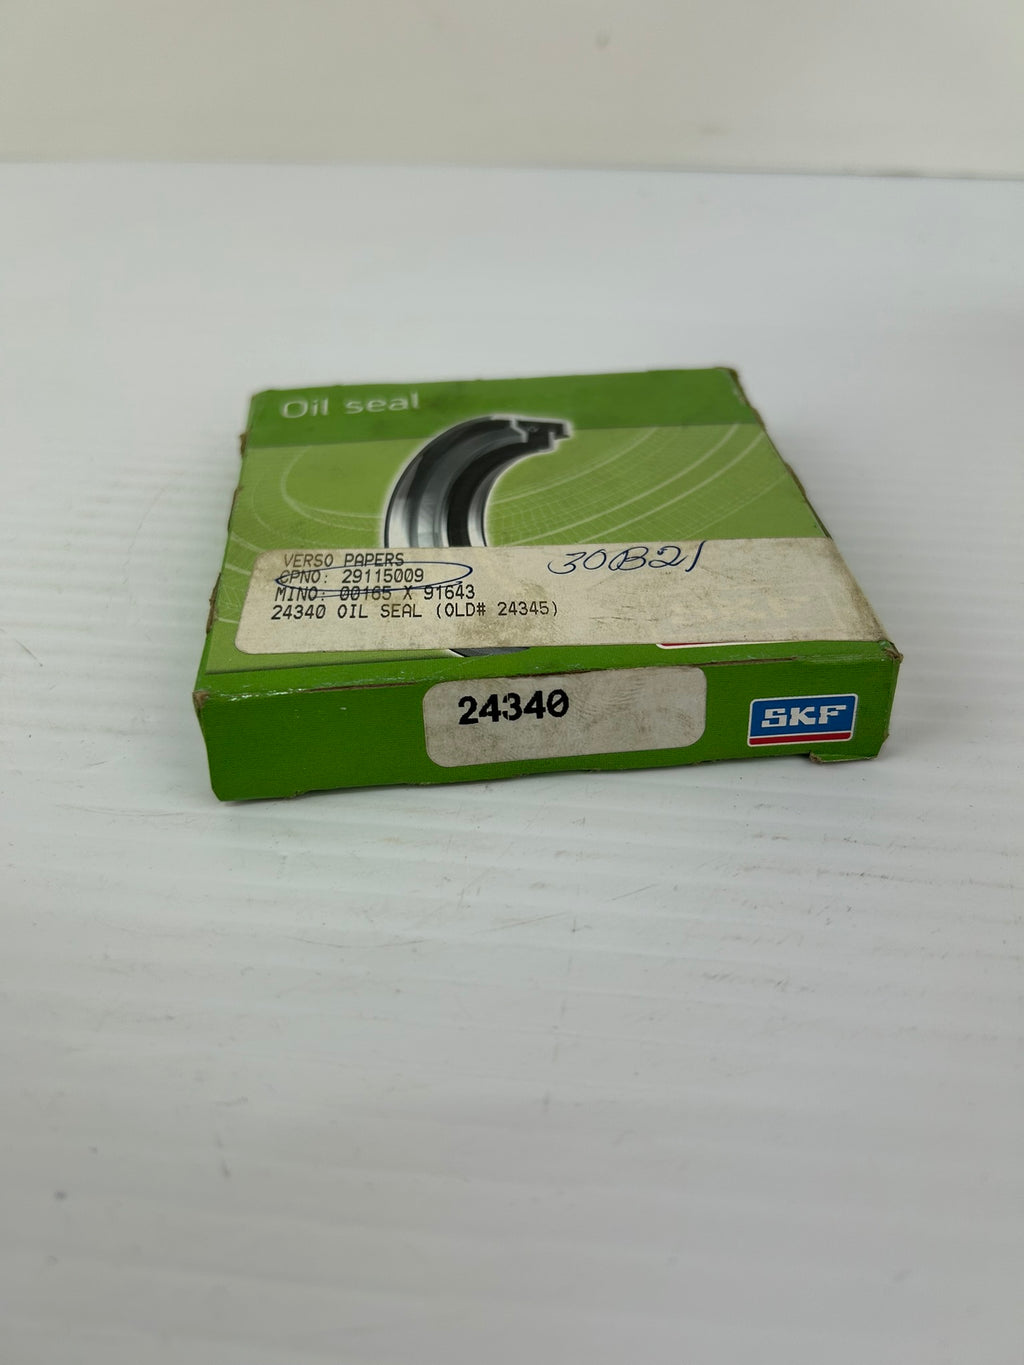 Oil seal
VERSO PAPERS
CPNO: 29115009
30B21
MINO: 00165 X 91643
24340 OIL SEAL (OLD# 24345)
24340
SKF